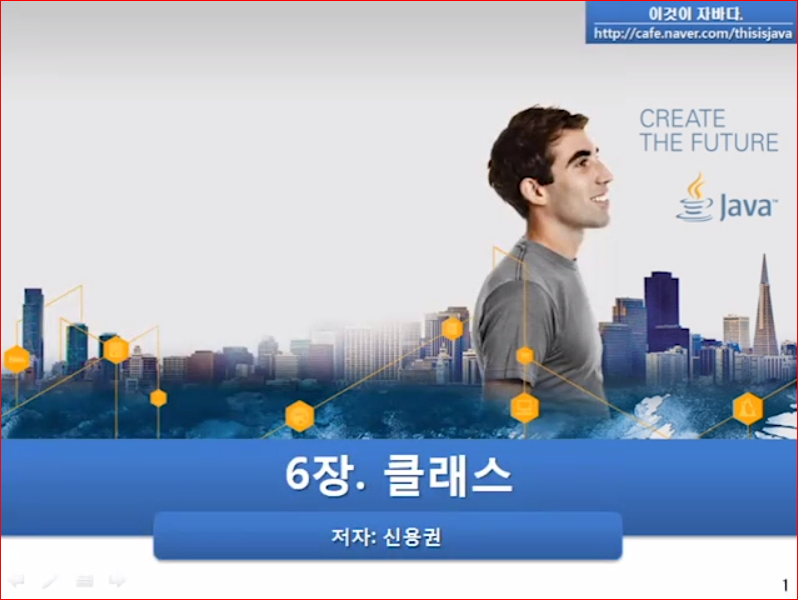 이것이 자바다.
http://cafe.naver.com/thisisjava
CREATE
THE FUTURE
Java™
6장. 클래스
저자: 신용권
1